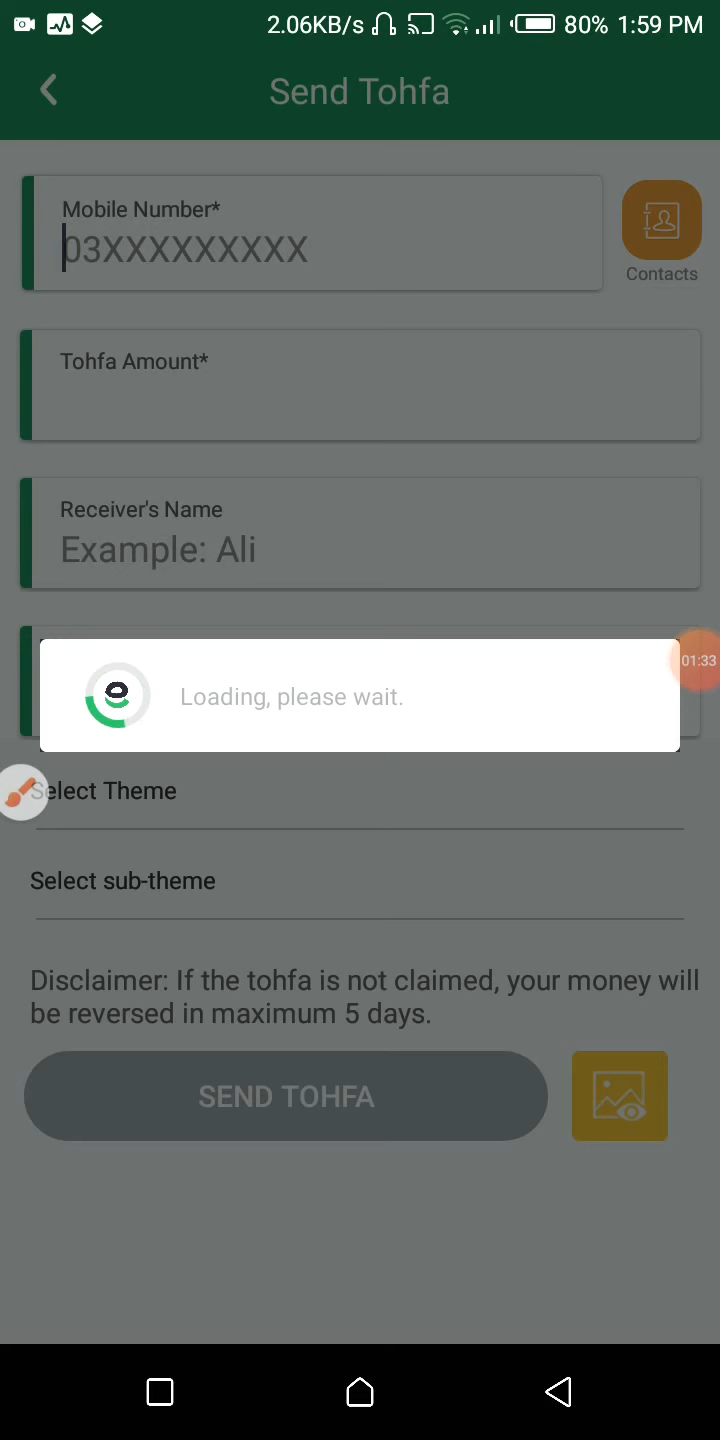 2.06KB/s 80% 1:59 PM
Send Tohfa
Mobile Number*
03XXXXXXXXX
Contacts
Tohfa Amount*
Receiver's Name
Example: Ali
Loading, please wait.
01:33
Select Theme
Select sub-theme
Disclaimer: If the tohfa is not claimed, your money will
be reversed in maximum 5 days.
SEND TOHFA